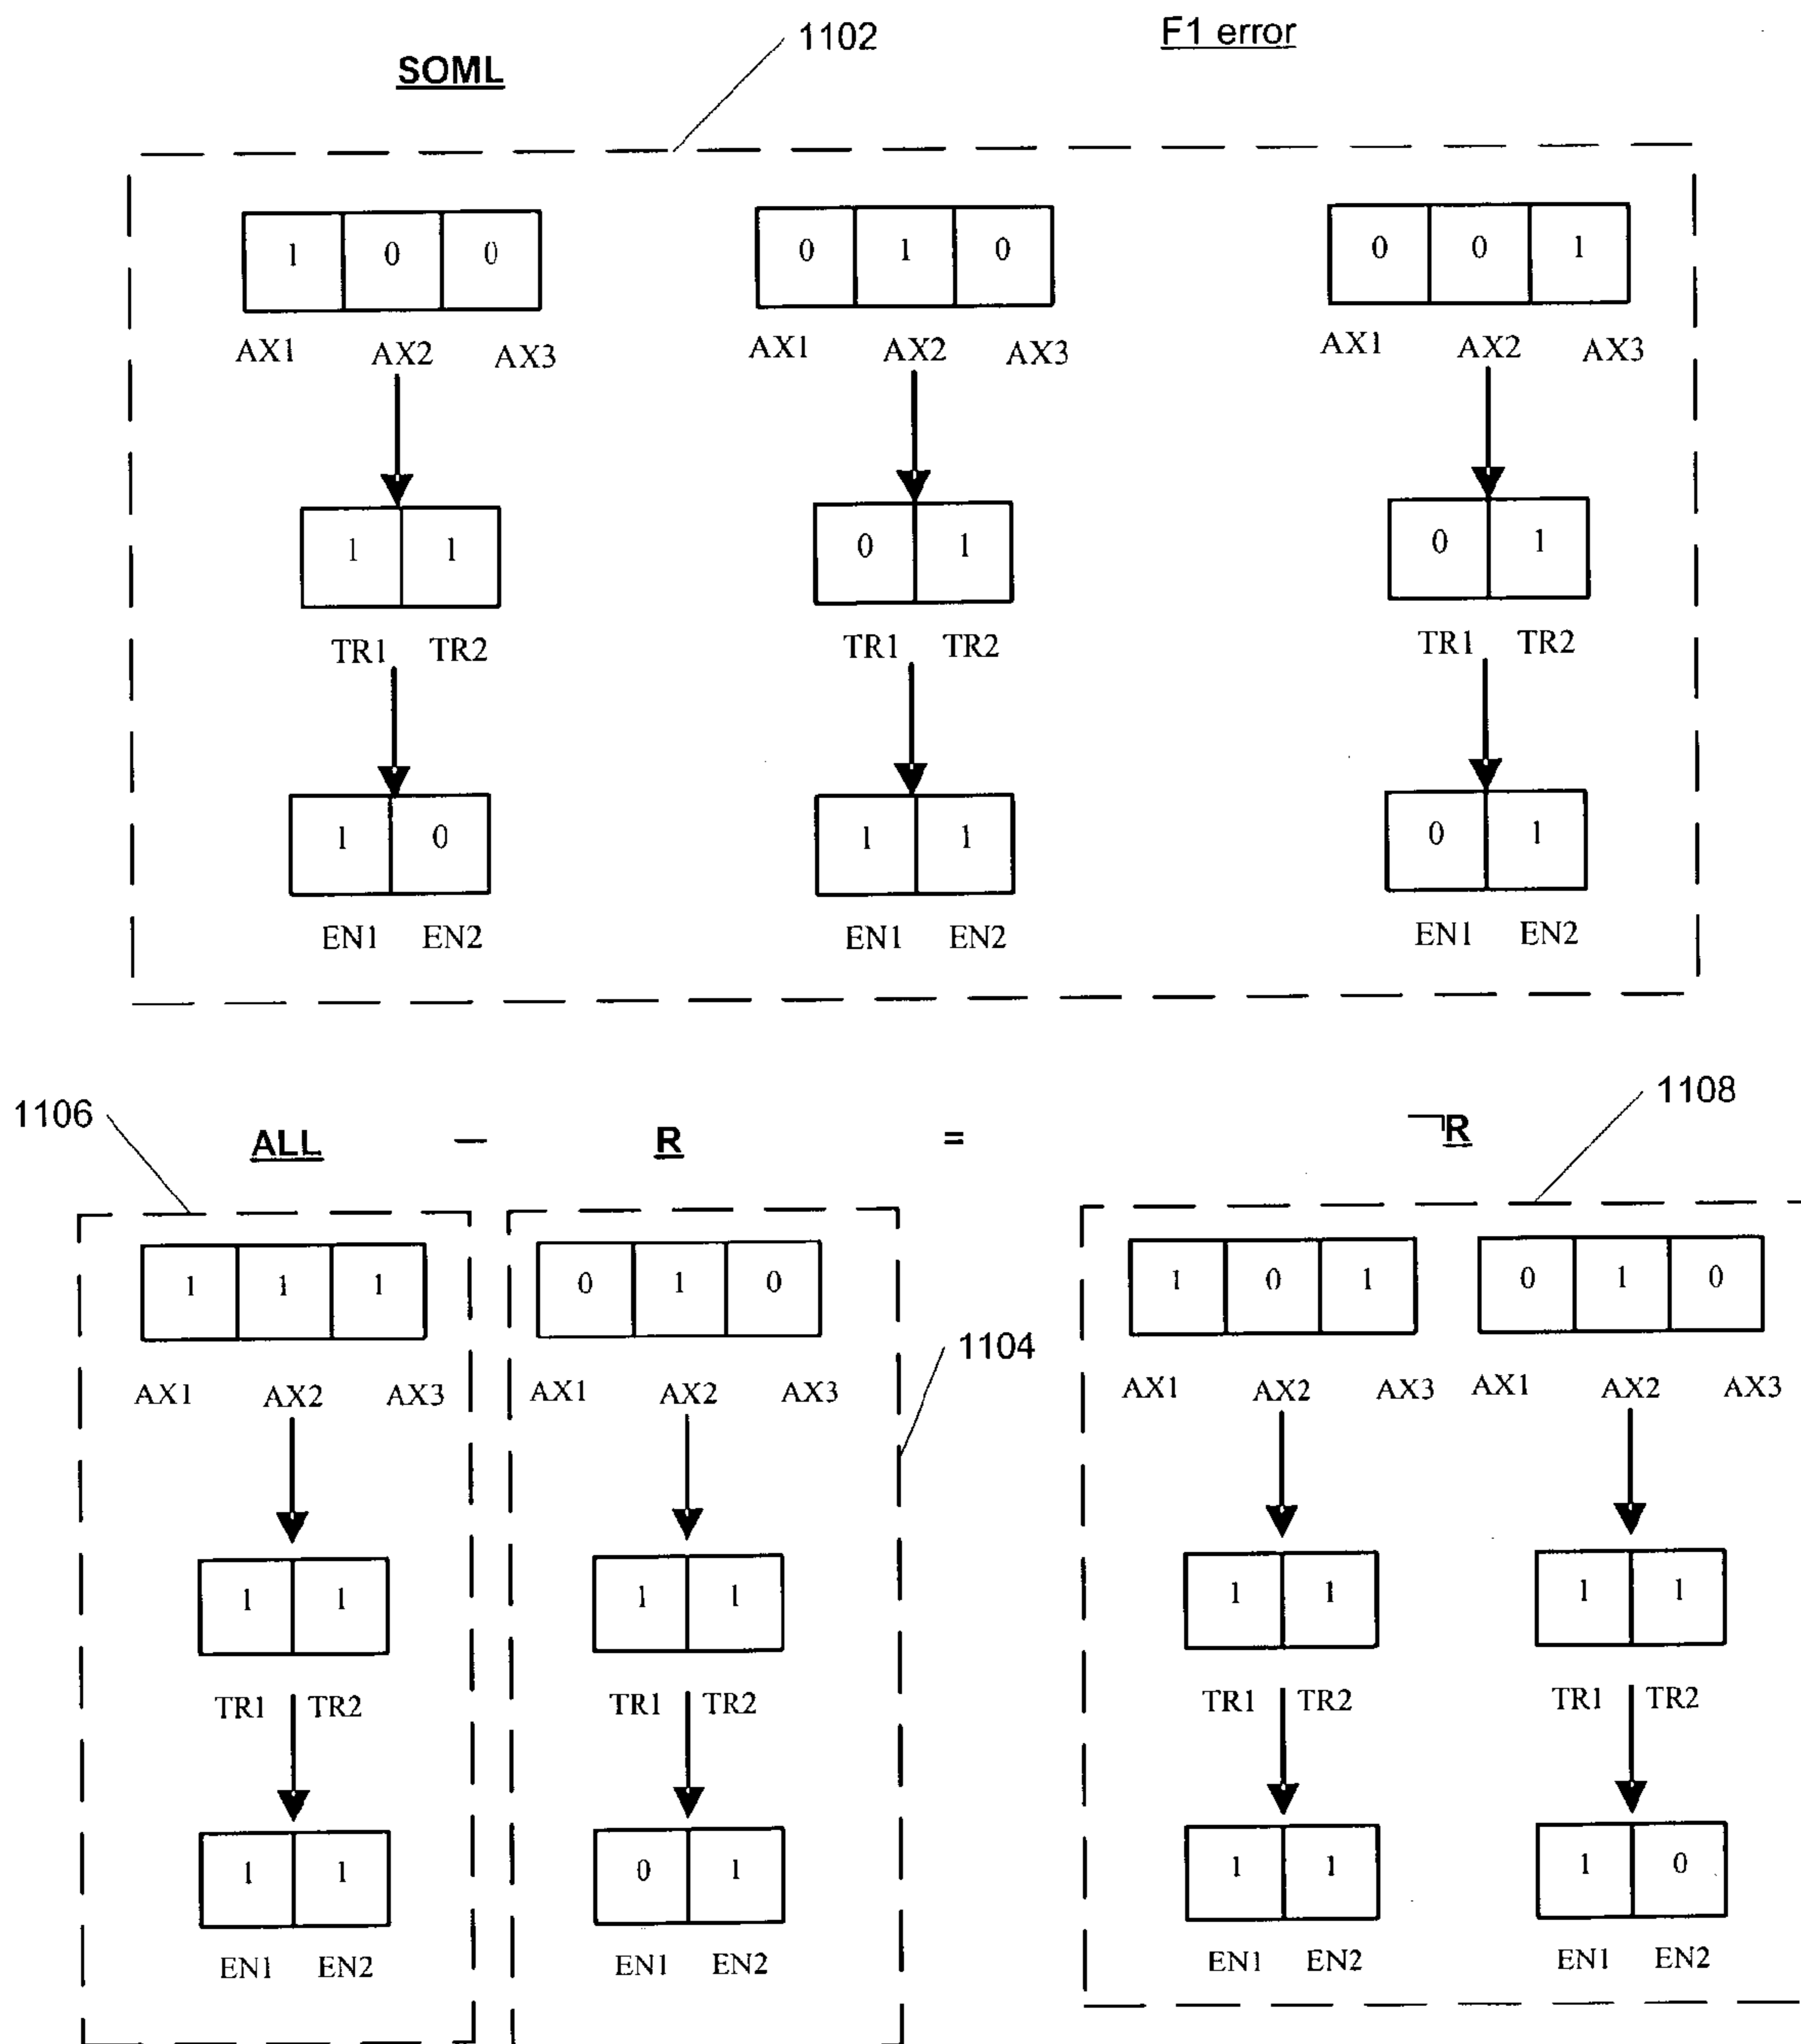 1102
F1 error
SOML
1 0 0
0 1 0
0 0 1
AX1 AX2 AX3
AX1 AX2 AX3
AX1 AX2 AX3
1 1
0 1
0 1
TR1 TR2
TR1 TR2
TR1 TR2
1 0
1 1
0 1
EN1 EN2
EN1 EN2
EN1 EN2
1106
1108
ALL — R = ¬R
1 1 1
0 1 0
1 0 1
0 1 0
1104
AX1 AX2 AX3
AX1 AX2 AX3
AX1 AX2 AX3
AX1 AX2 AX3
1 1
1 1
1 1
1 1
TR1 TR2
TR1 TR2
TR1 TR2
TR1 TR2
1 1
0 1
1 1
1 0
EN1 EN2
EN1 EN2
EN1 EN2
EN1 EN2